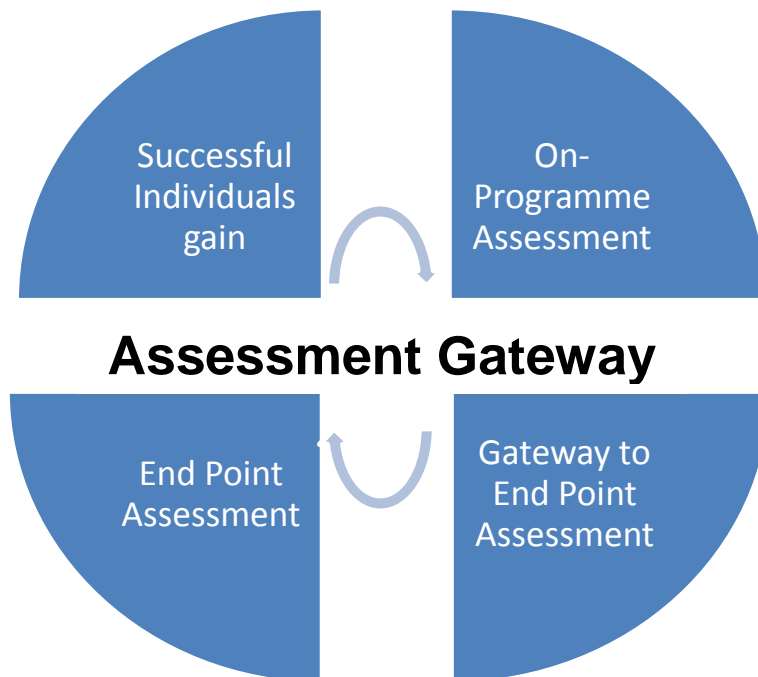 Successful
Individuals
gain
On-
Programme
Assessment
Assessment Gateway
End Point
Assessment
Gateway to
End Point
Assessment